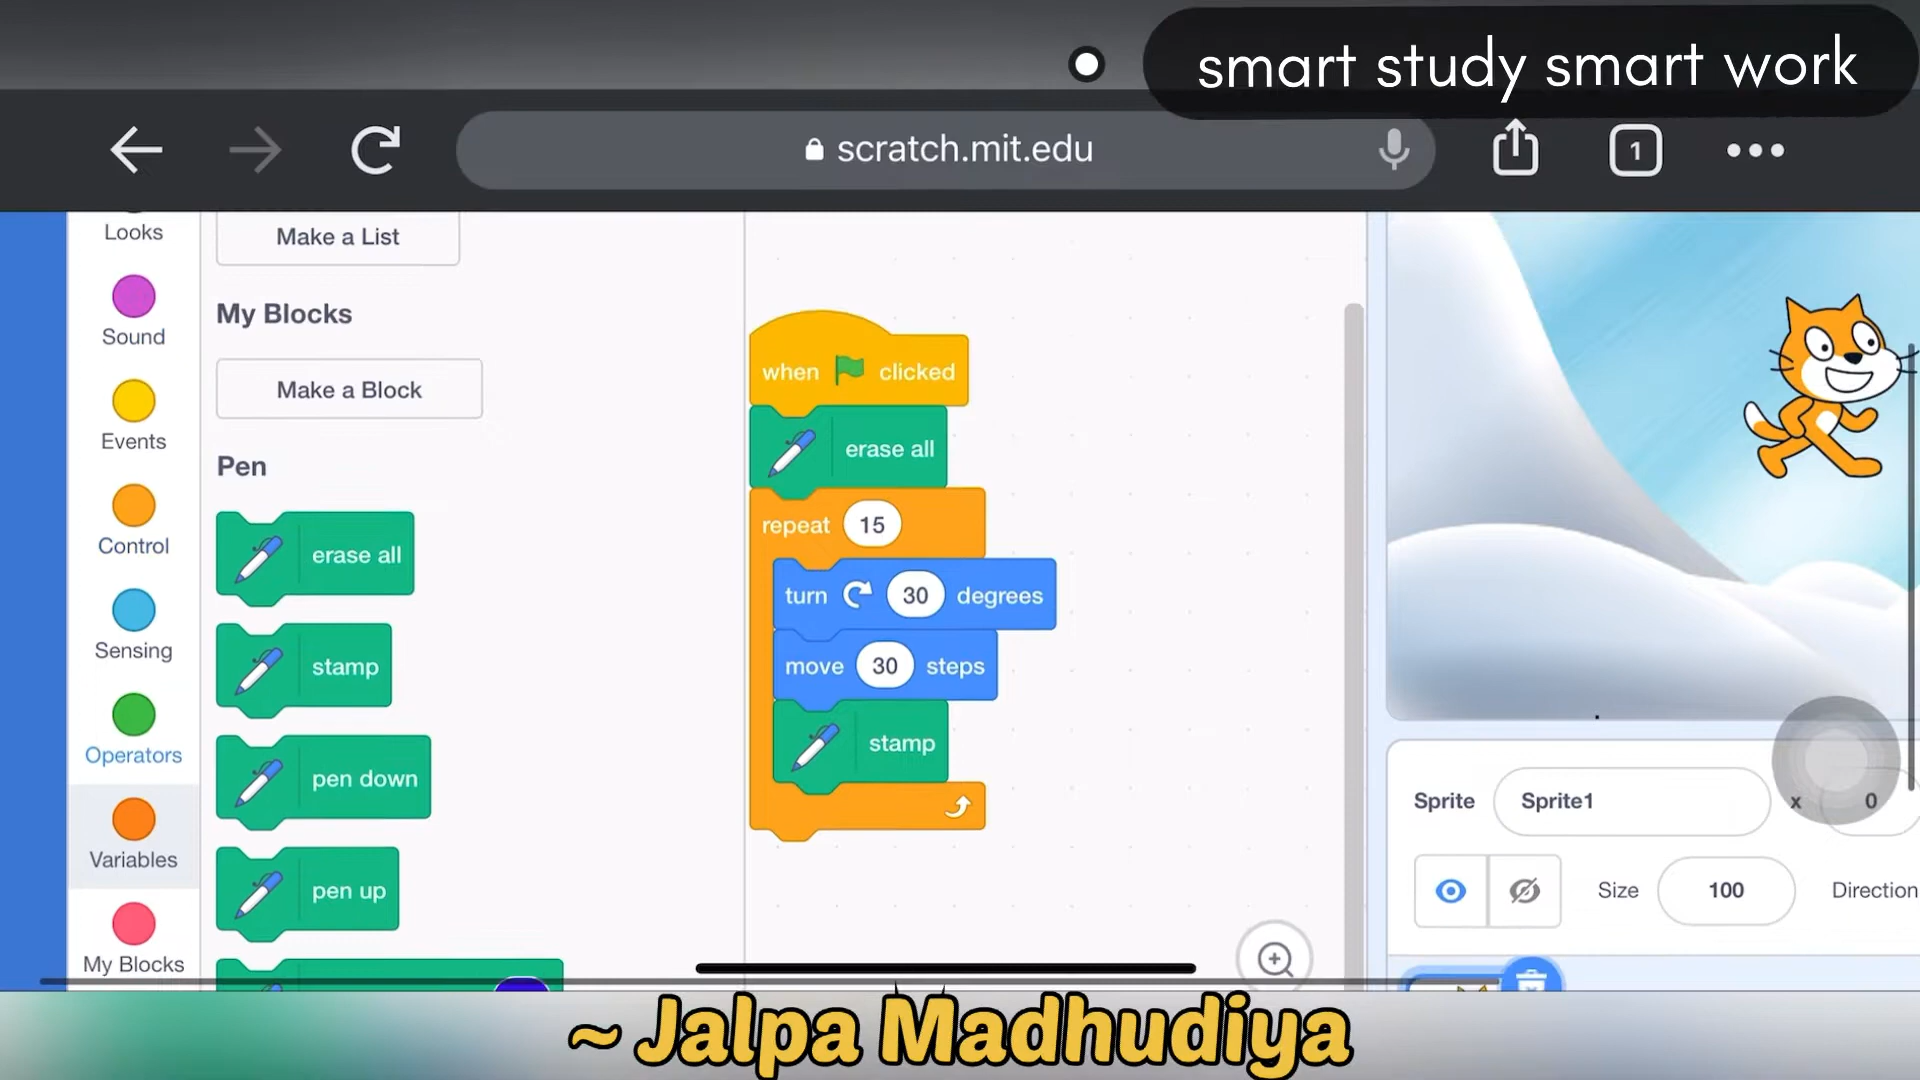 smart study smart work
scratch.mit.edu
1
Looks
Sound
Events
Control
Sensing
Operators
Variables
My Blocks
Make a List
My Blocks
Make a Block
Pen
erase all
stamp
pen down
pen up
when clicked
erase all
repeat 15
turn 30 degrees
move 30 steps
stamp
Sprite Sprite1 x 0
Size 100 Direction
~ Jalpa Madhudiya